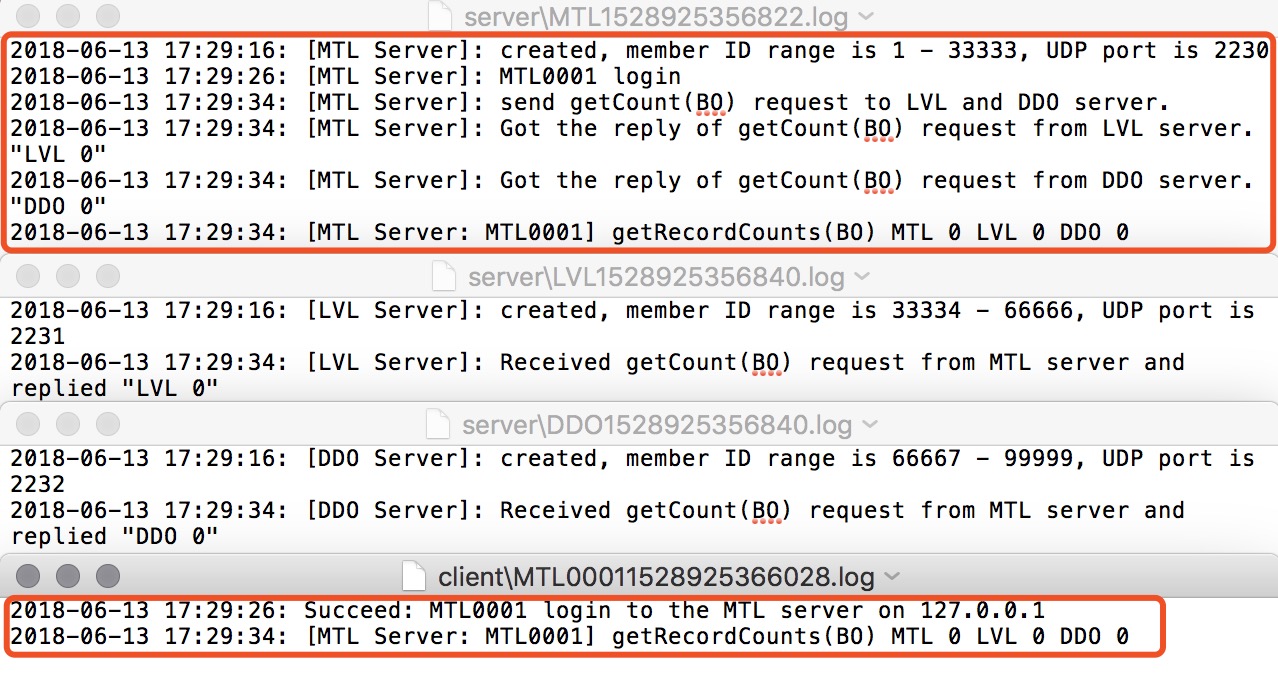 server\MTL1528925356822.log
2018-06-13 17:29:16: [MTL Server]: created, member ID range is 1 - 33333, UDP port is 2230
2018-06-13 17:29:26: [MTL Server]: MTL0001 login
2018-06-13 17:29:34: [MTL Server]: send getCount(BO) request to LVL and DDO server.
2018-06-13 17:29:34: [MTL Server]: Got the reply of getCount(BO) request from LVL server.
"LVL 0"
2018-06-13 17:29:34: [MTL Server]: Got the reply of getCount(BO) request from DDO server.
"DDO 0"
2018-06-13 17:29:34: [MTL Server: MTL0001] getRecordCounts(BO) MTL 0 LVL 0 DDO 0
server\LVL1528925356840.log
2018-06-13 17:29:16: [LVL Server]: created, member ID range is 33334 - 66666, UDP port is
2231
2018-06-13 17:29:34: [LVL Server]: Received getCount(BO) request from MTL server and
replied "LVL 0"
server\DDO1528925356840.log
2018-06-13 17:29:16: [DDO Server]: created, member ID range is 66667 - 99999, UDP port is
2232
2018-06-13 17:29:34: [DDO Server]: Received getCount(BO) request from MTL server and
replied "DDO 0"
client\MTL00011528925366028.log
2018-06-13 17:29:26: Succeed: MTL0001 login to the MTL server on 127.0.0.1
2018-06-13 17:29:34: [MTL Server: MTL0001] getRecordCounts(BO) MTL 0 LVL 0 DDO 0